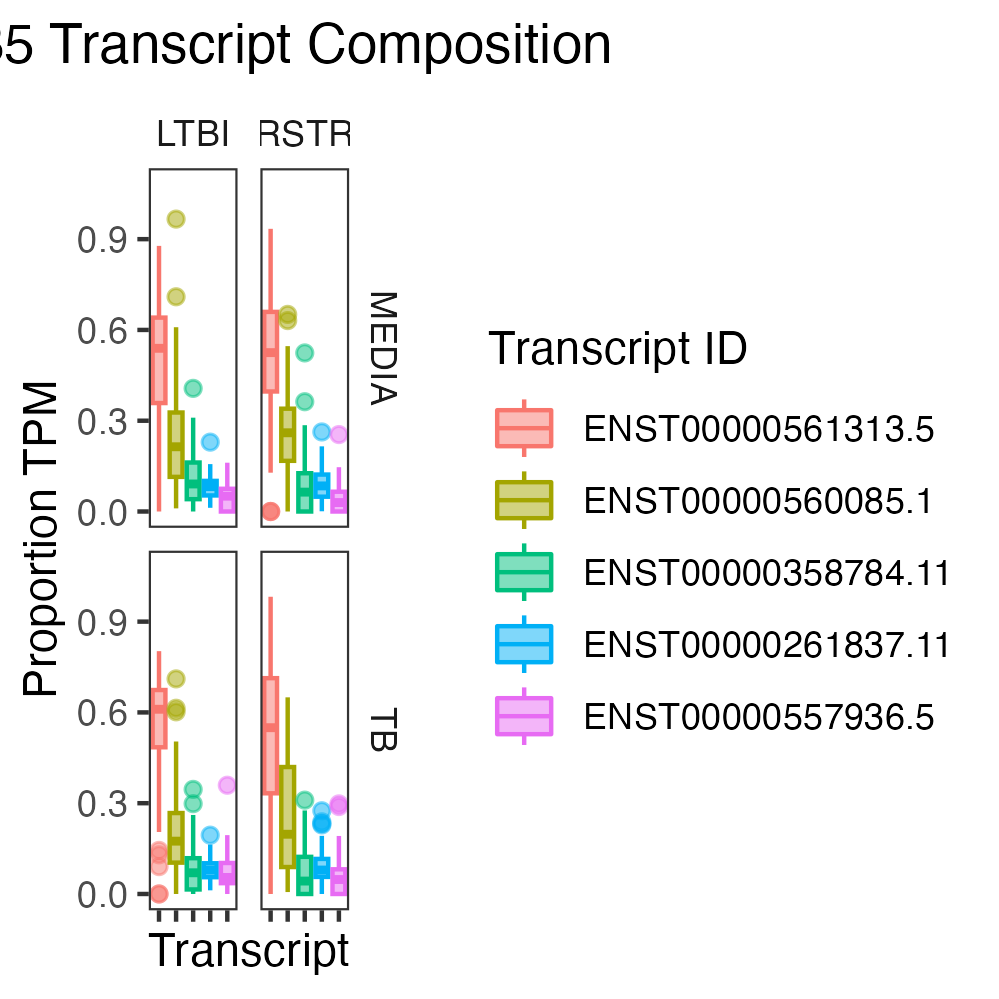 35 Transcript Composition
LTBI
RSTR
0.9
0.6
0.3
0.0
MEDIA
0.9
0.6
0.3
0.0
TB
Proportion TPM
Transcript
Transcript ID
ENST00000561313.5
ENST00000560085.1
ENST00000358784.11
ENST00000261837.11
ENST00000557936.5